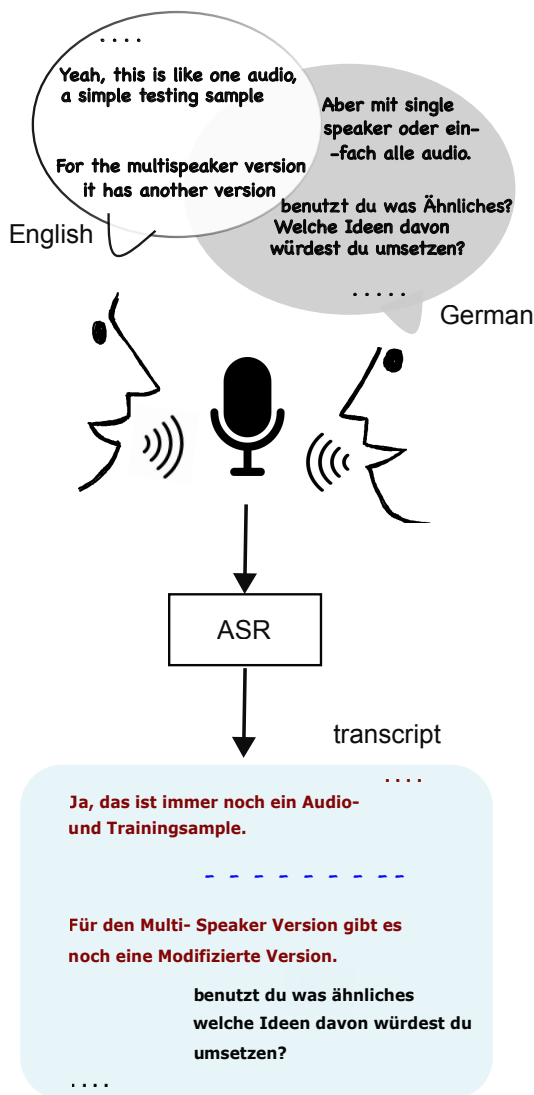 . . . .
Yeah, this is like one audio,
a simple testing sample
For the multispeaker version
it has another version
English
Aber mit single
speaker oder ein-
-fach alle audio.
benutzt du was Ähnliches?
Welche Ideen davon
würdest du umsetzen?
. . . . .
German
ASR
transcript
. . . .
Ja, das ist immer noch ein Audio-
und Trainingsample.
– – – – – – – – –
Für den Multi- Speaker Version gibt es
noch eine Modifizierte Version.
benutzt du was ähnliches
welche Ideen davon würdest du
umsetzen?
. . . .